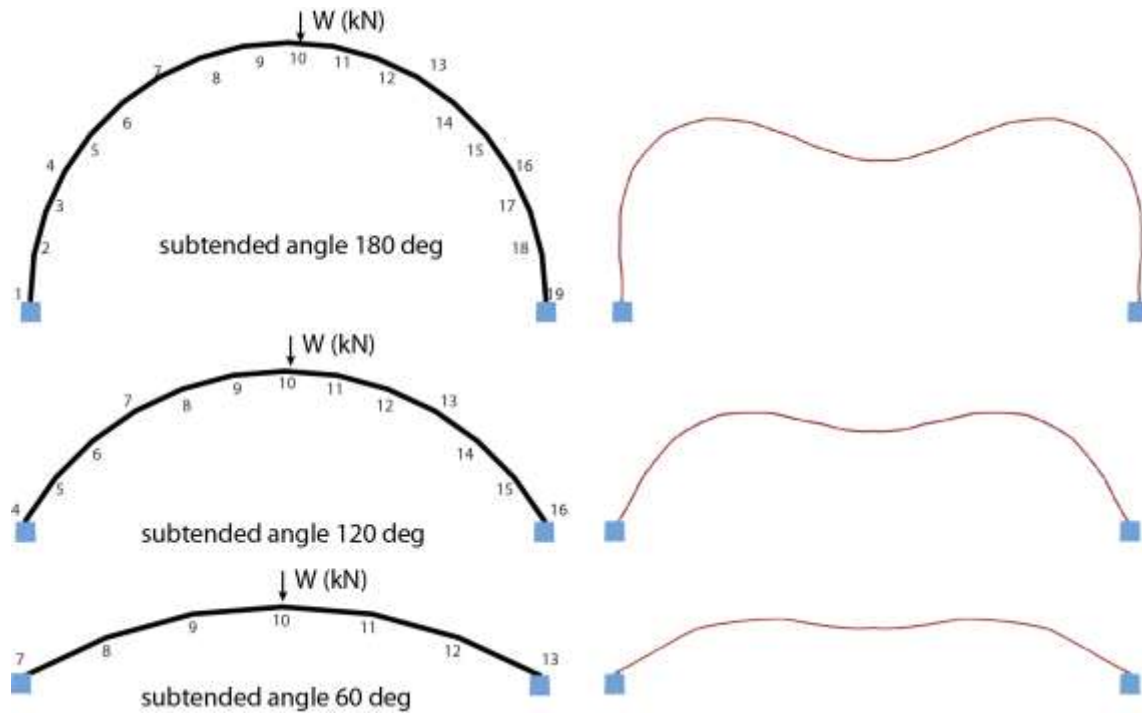 W (kN)
1 2 3 4 5 6 7 8 9 10 11 12 13 14 15 16 17 18 19
subtended angle 180 deg
W (kN)
4 5 6 7 8 9 10 11 12 13 14 15 16
subtended angle 120 deg
W (kN)
7 8 9 10 11 12 13
subtended angle 60 deg